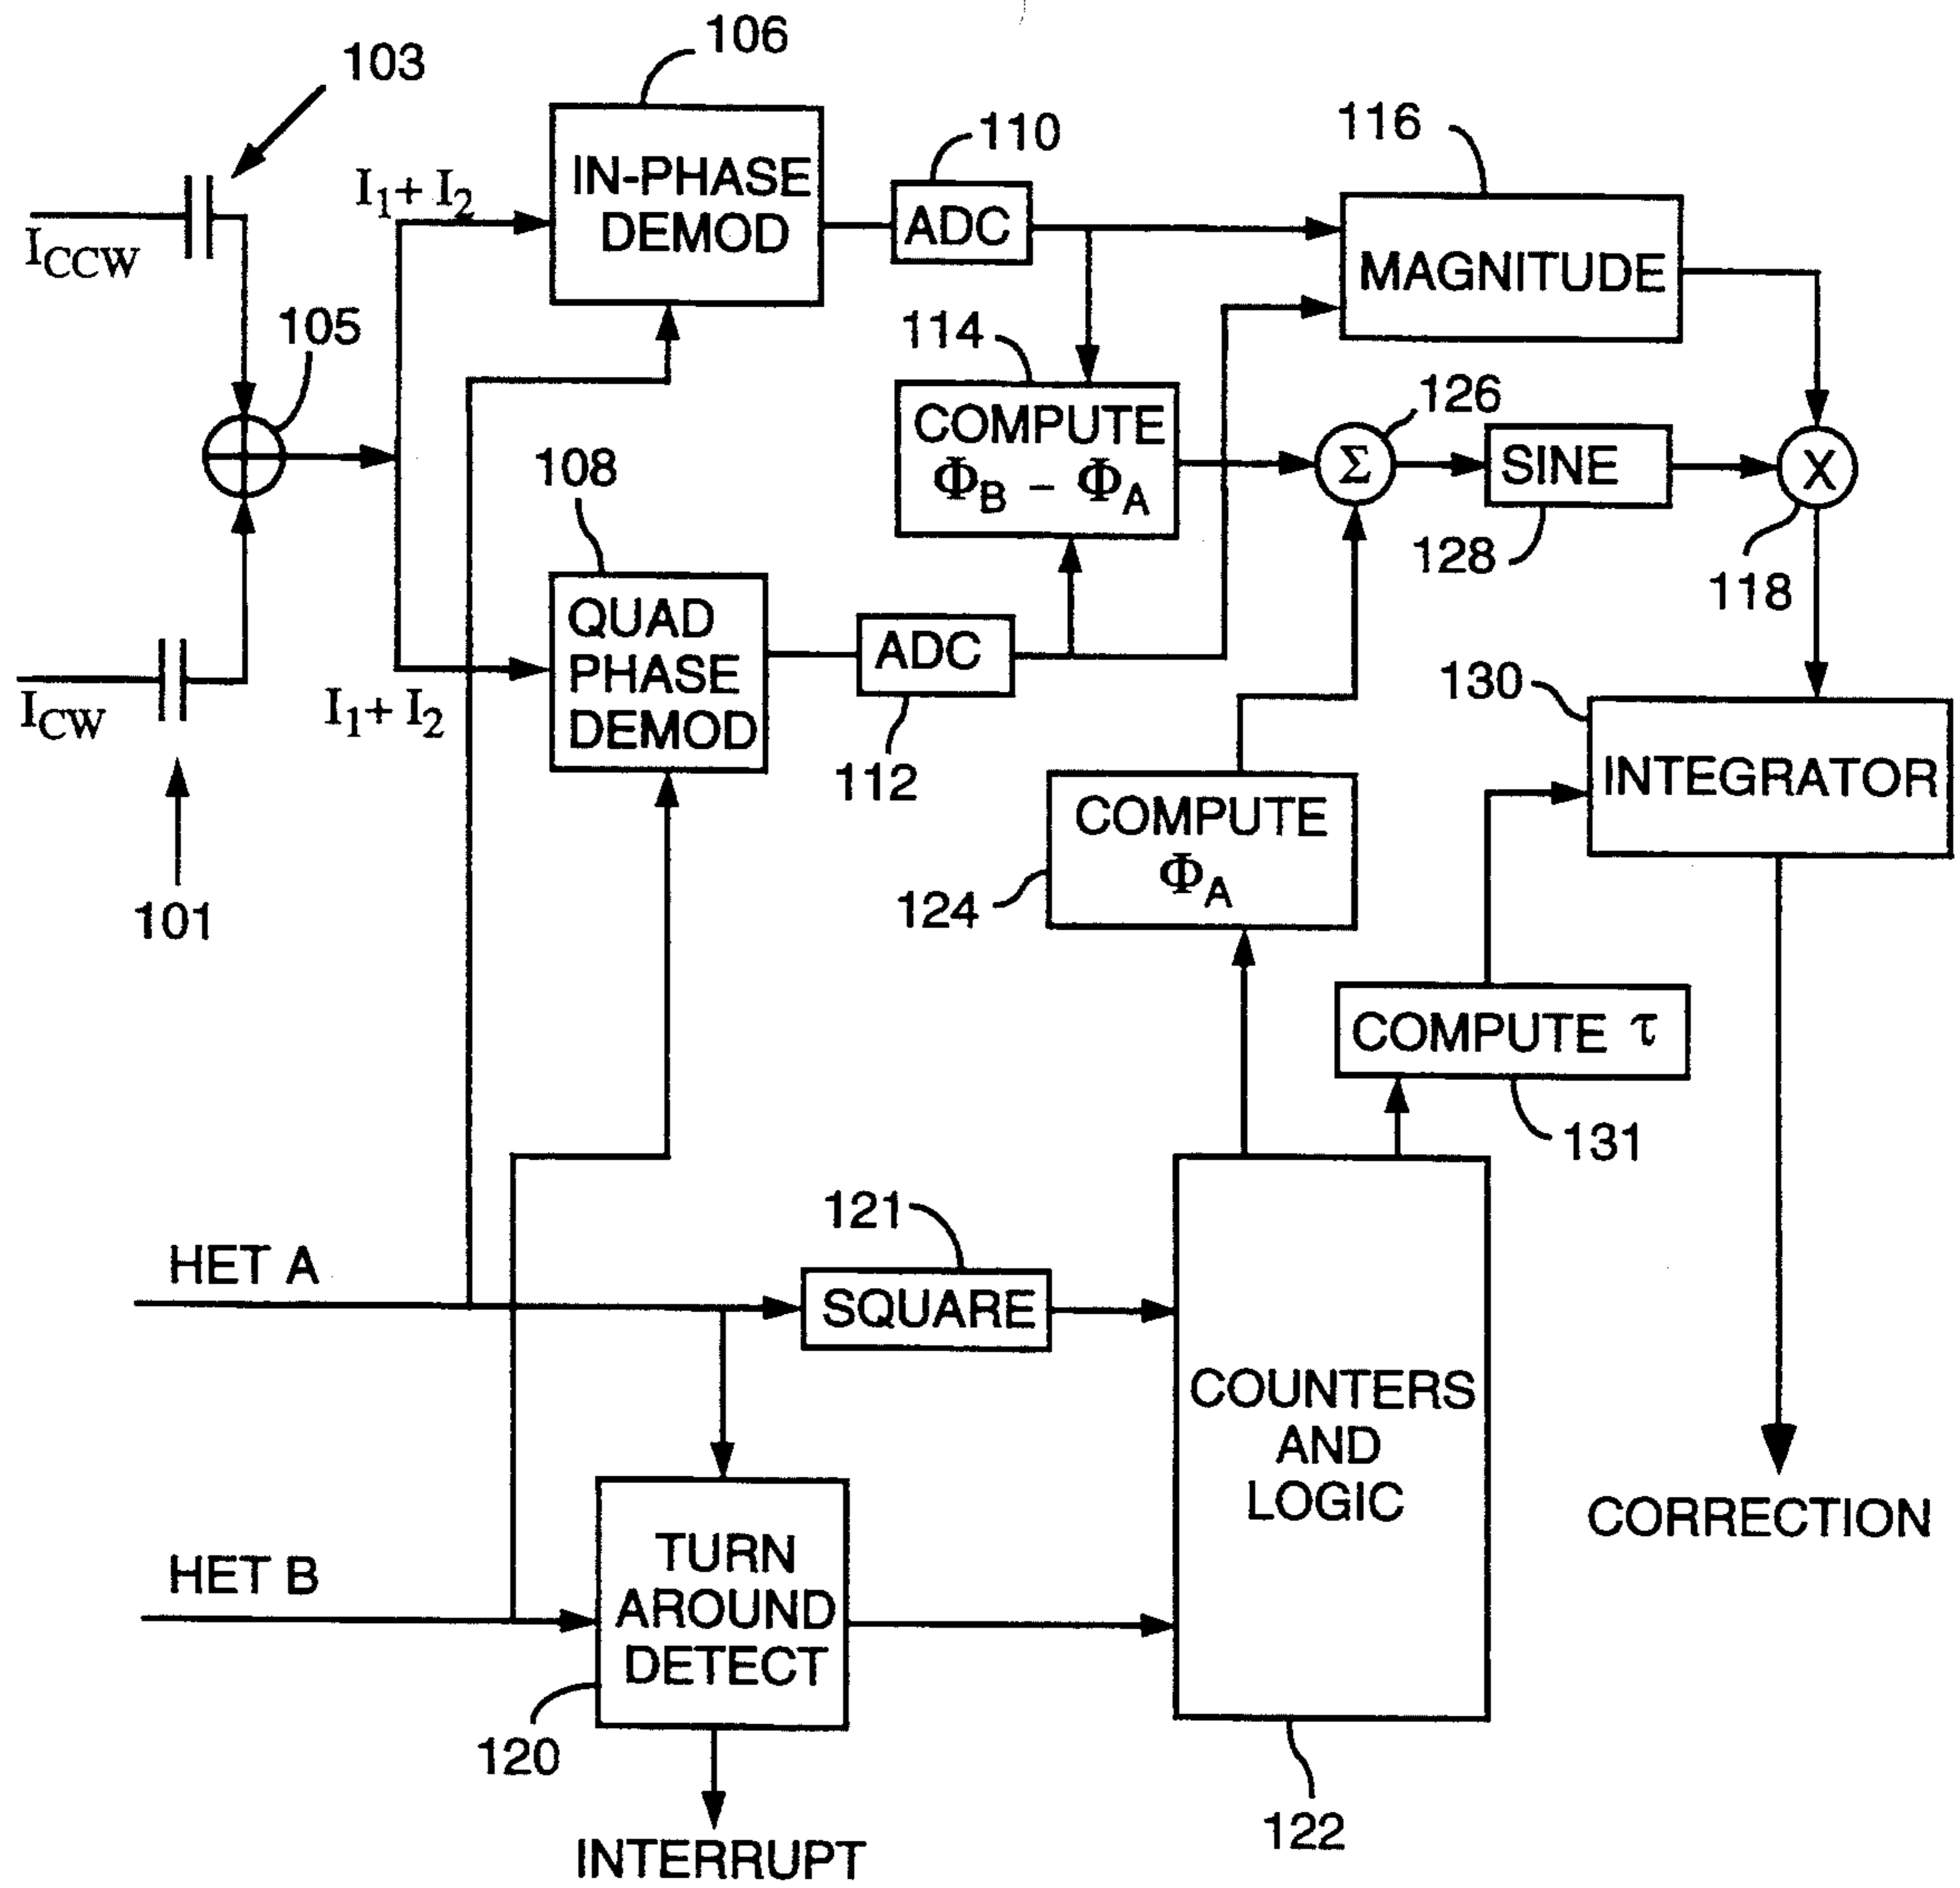 106
103
110
116
IN-PHASE
DEMOD
I1 + I2
ADC
ICCW
MAGNITUDE
105
114
126
COMPUTE
ΦB - ΦA
Σ
SINE
X
108
128
118
QUAD
PHASE
DEMOD
ADC
ICW
I1 + I2
130
112
INTEGRATOR
COMPUTE
ΦA
124
101
COMPUTE τ
131
121
HET A
SQUARE
COUNTERS
AND
LOGIC
CORRECTION
HET B
TURN
AROUND
DETECT
120
122
INTERRUPT